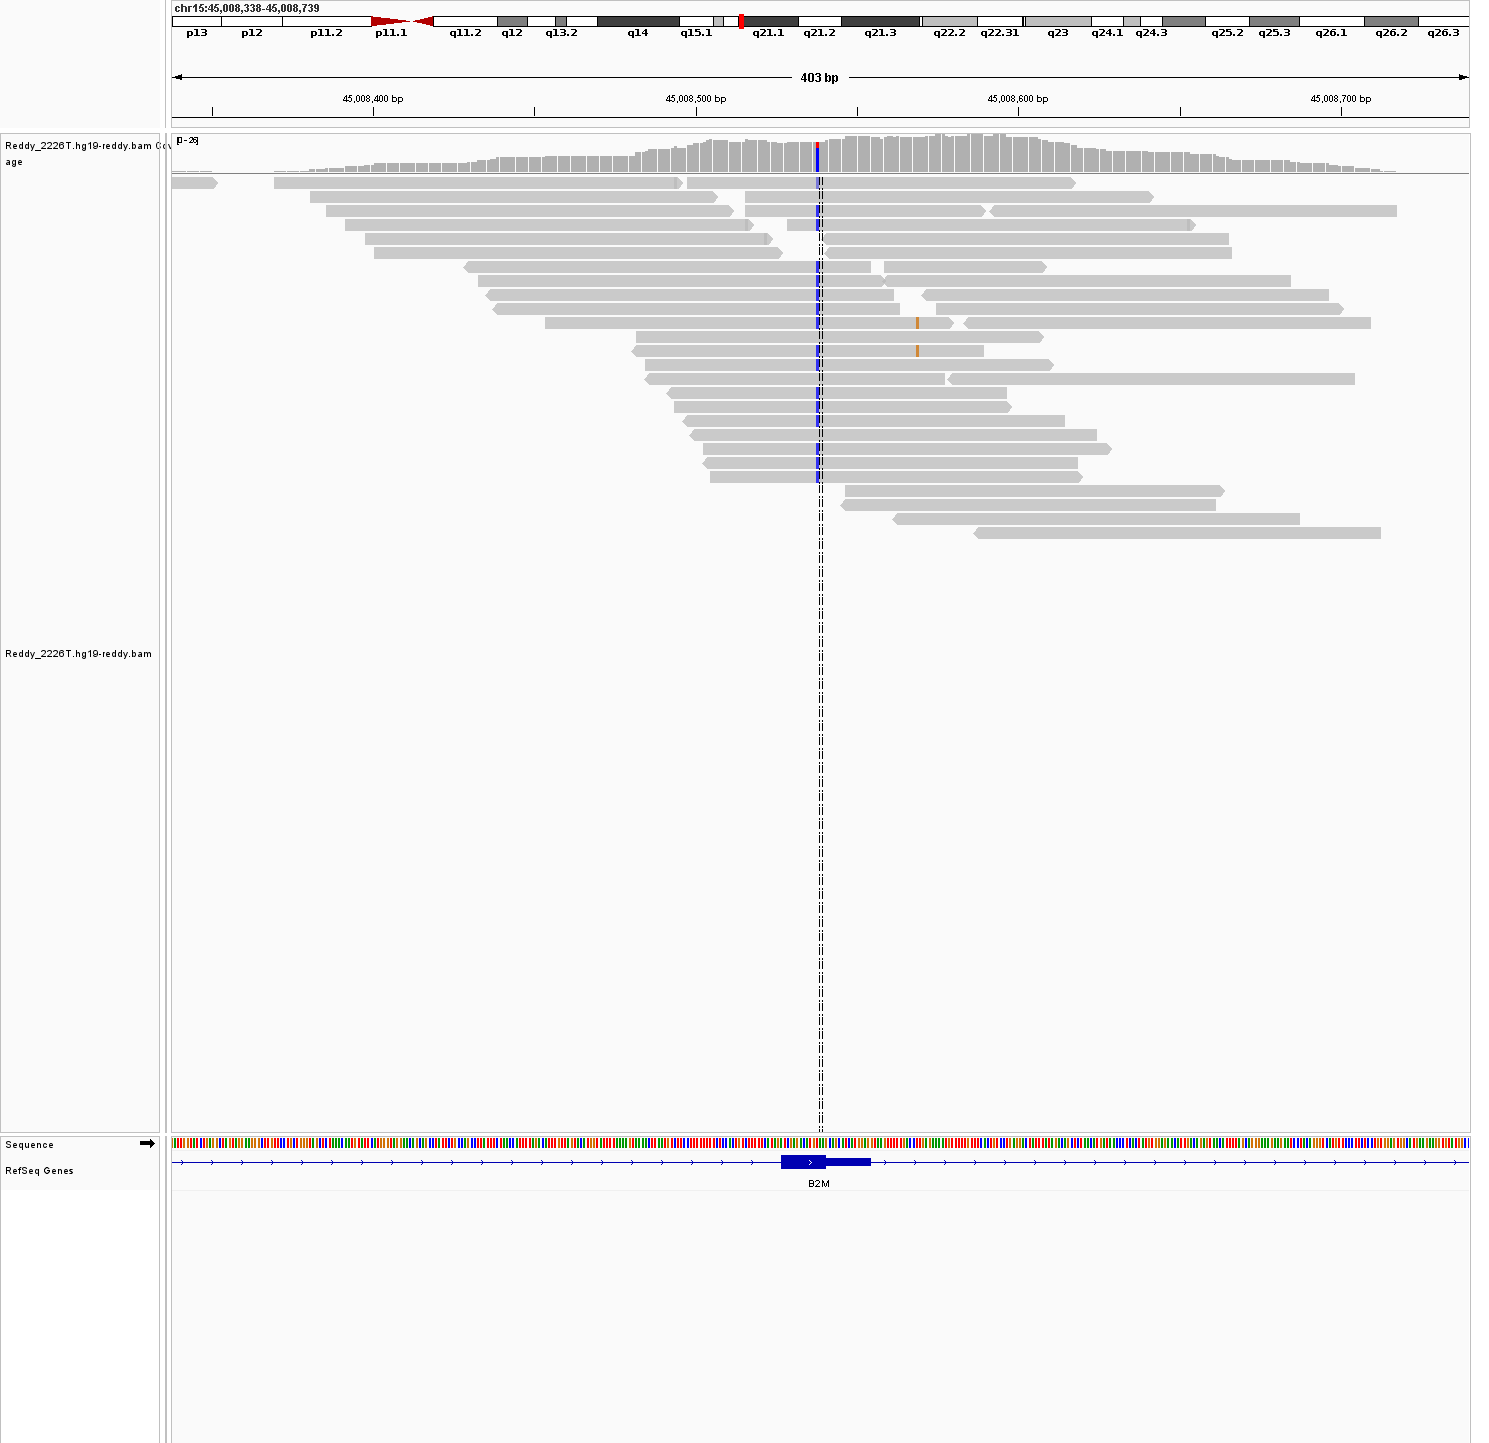 chr15:45,008,338-45,008,739
p13 p12 p11.2 p11.1 q11.2 q12 q13.2 q14 q15.1 q21.1 q21.2 q21.3 q22.2 q22.31 q23 q24.1 q24.3 q25.2 q25.3 q26.1 q26.2 q26.3
403 bp
45,008,400 bp 45,008,500 bp 45,008,600 bp 45,008,700 bp
[0-26]
Reddy_2226T.hg19-reddy.bam Cov
age
Reddy_2226T.hg19-reddy.bam
Sequence
RefSeq Genes
B2M